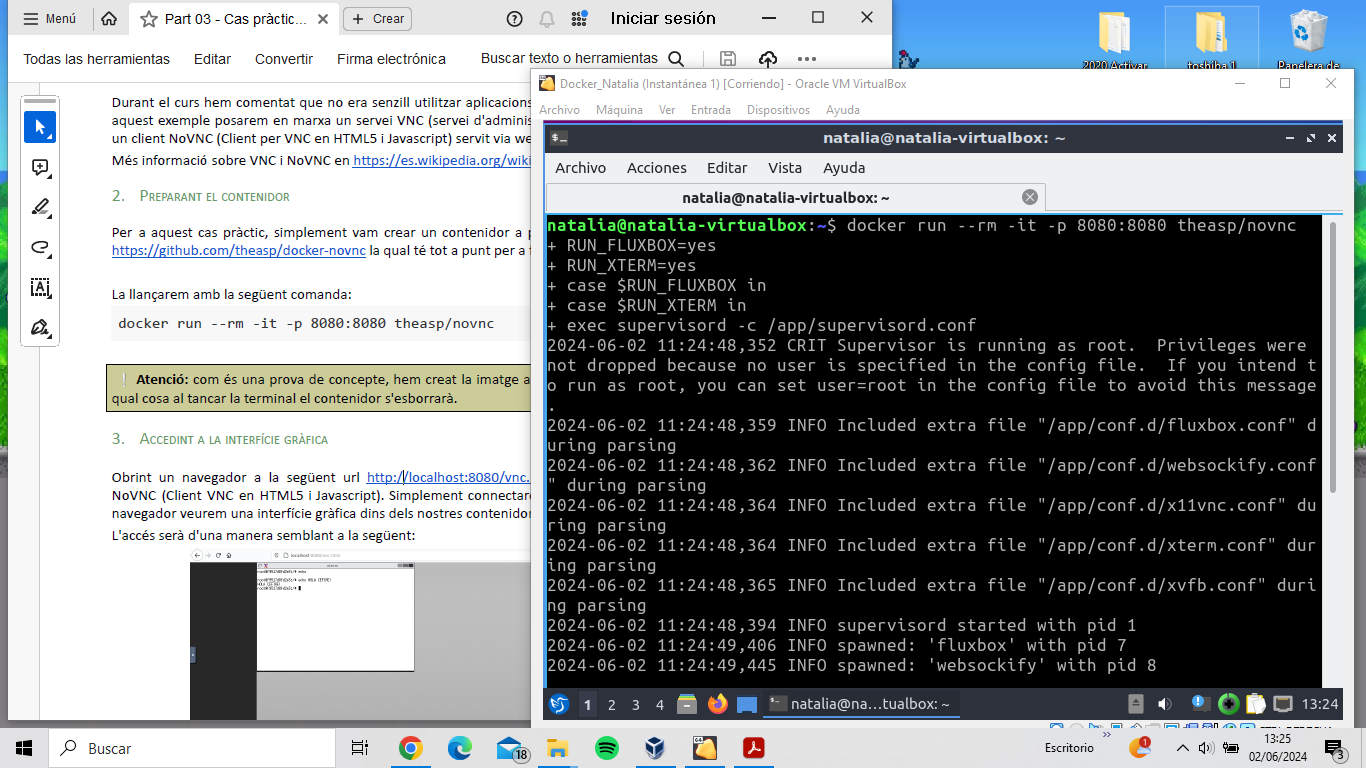 Menú
Part 03 - Cas pràctic...
Crear
Iniciar sesión
Todas las herramientas
Editar
Convertir
Firma electrónica
Buscar texto o herramientas
2020 Activar
toshiba 1
Papelera de
Durant el curs hem comentat que no era senzill utilitzar aplicacions
aquest exemple posarem en marxa un servei VNC (servei d'adminis
un client NoVNC (Client per VNC en HTML5 i Javascript) servit via we
Més informació sobre VNC i NoVNC en https://es.wikipedia.org/wiki
2. Preparant el contenidor
Per a aquest cas pràctic, simplement vam crear un contenidor a p
https://github.com/theasp/docker-novnc la qual té tot a punt per a f
La llançarem amb la següent comanda:
docker run --rm -it -p 8080:8080 theasp/novnc
❕ Atenció: com és una prova de concepte, hem creat la imatge a
qual cosa al tancar la terminal el contenidor s'esborrarà.
3. Accedint a la interfície gràfica
Obrint un navegador a la següent url http://localhost:8080/vnc.
NoVNC (Client VNC en HTML5 i Javascript). Simplement connectare
navegador veurem una interfície gràfica dins dels nostres contenidor
L'accés serà d'una manera semblant a la següent:
Docker_Natalia (Instantánea 1) [Corriendo] - Oracle VM VirtualBox
Archivo Máquina Ver Entrada Dispositivos Ayuda
natalia@natalia-virtualbox: ~
Archivo Acciones Editar Vista Ayuda
natalia@natalia-virtualbox: ~
natalia@natalia-virtualbox:~$ docker run --rm -it -p 8080:8080 theasp/novnc
+ RUN_FLUXBOX=yes
+ RUN_XTERM=yes
+ case $RUN_FLUXBOX in
+ case $RUN_XTERM in
+ exec supervisord -c /app/supervisord.conf
2024-06-02 11:24:48,352 CRIT Supervisor is running as root.  Privileges were
not dropped because no user is specified in the config file.  If you intend t
o run as root, you can set user=root in the config file to avoid this message
.
2024-06-02 11:24:48,359 INFO Included extra file "/app/conf.d/fluxbox.conf" d
uring parsing
2024-06-02 11:24:48,362 INFO Included extra file "/app/conf.d/websockify.conf
" during parsing
2024-06-02 11:24:48,364 INFO Included extra file "/app/conf.d/x11vnc.conf" du
ring parsing
2024-06-02 11:24:48,364 INFO Included extra file "/app/conf.d/xterm.conf" dur
ing parsing
2024-06-02 11:24:48,365 INFO Included extra file "/app/conf.d/xvfb.conf" duri
ng parsing
2024-06-02 11:24:48,394 INFO supervisord started with pid 1
2024-06-02 11:24:49,406 INFO spawned: 'fluxbox' with pid 7
2024-06-02 11:24:49,445 INFO spawned: 'websockify' with pid 8
1 2 3 4
natalia@na...tualbox: ~
13:24
Buscar
18
Escritorio
1
13:25
02/06/2024
3